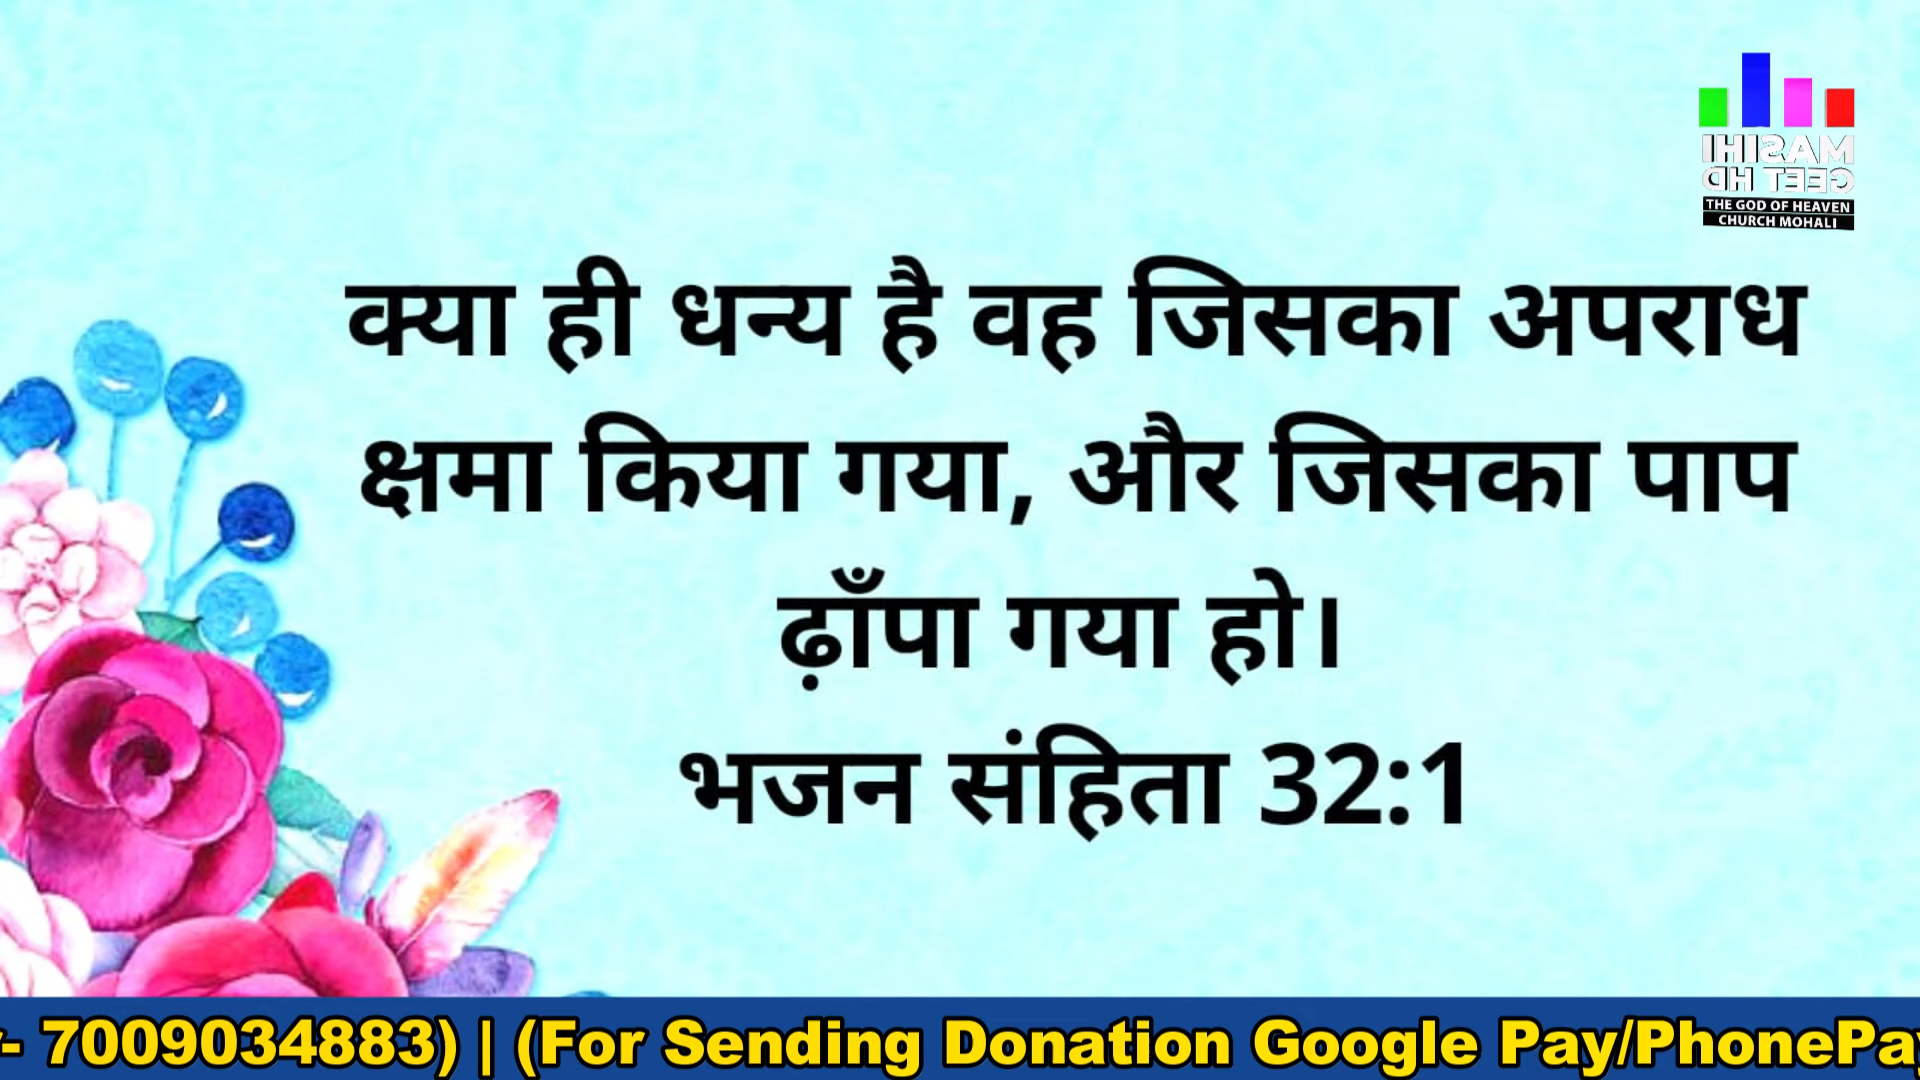 MASIHI
GEET HD
THE GOD OF HEAVEN
CHURCH MOHALI
क्या ही धन्य है वह जिसका अपराध
क्षमा किया गया, और जिसका पाप
ढ़ाँपा गया हो।
भजन संहिता 32:1
- 7009034883) | (For Sending Donation Google Pay/PhonePay